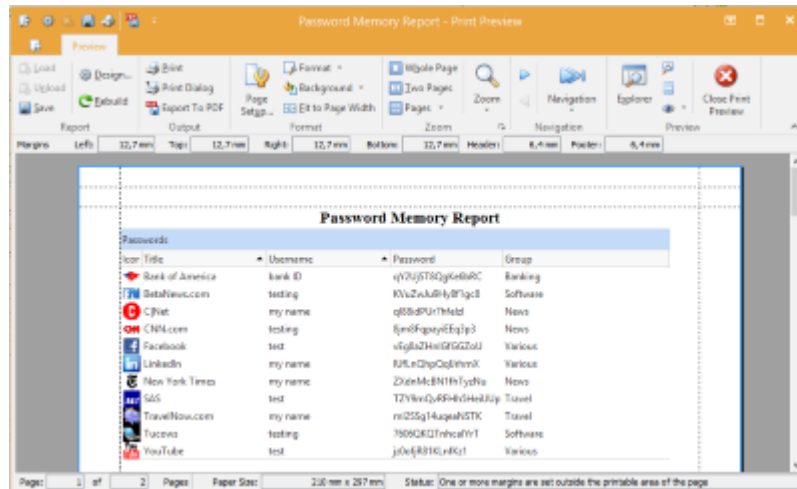 Password Memory Report - Print Preview
Preview
Load
Upload
Save
Design...
Rebuild
Report
Print
Print Dialog
Export To PDF
Output
Page Setup...
Format
Background
Fit to Page Width
Format
Whole Page
Two Pages
Pages
Zoom
Zoom
Navigation
Navigation
Explorer
Close Print Preview
Preview
Margins Left: 12,7 mm Top: 12,7 mm Right: 12,7 mm Bottom: 12,7 mm Header: 6,4 mm Footer: 6,4 mm
Password Memory Report
Passwords
Icon Title Username Password Group
Bank of America bank ID Banking
BetaNews.com testing Software
CJNet my name News
CNN.com testing News
Facebook test Various
LinkedIn my name Various
New York Times my name News
SAS test Travel
TravelNow.com my name Travel
Tucows testing Software
YouTube test Various
Page: 1 of 2 Pages Paper Size: 210 mm x 297 mm Status: One or more margins are set outside the printable area of the page